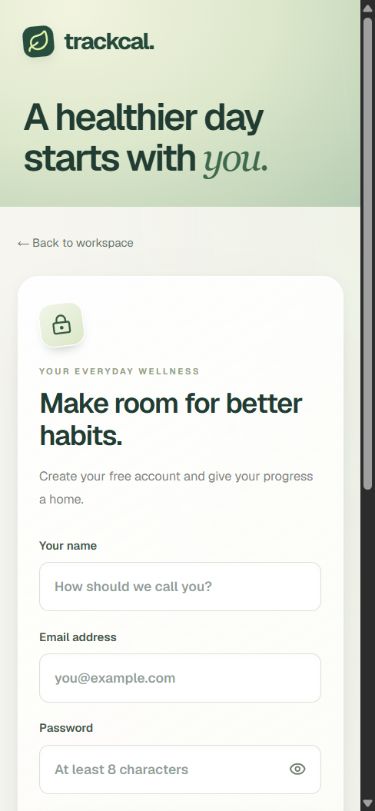 trackcal.
A healthier day
starts with you.
← Back to workspace
YOUR EVERYDAY WELLNESS
Make room for better
habits.
Create your free account and give your progress
a home.
Your name
How should we call you?
Email address
you@example.com
Password
At least 8 characters